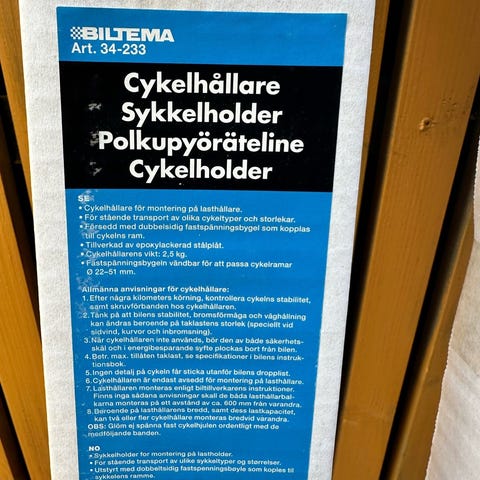 BILTEMA
Art. 34-233
Cykelhållare
Sykkelholder
Polkupyöräteline
Cykelholder
SE
• Cykelhållare för montering på lasthållare.
• För stående transport av olika cykeltyper och storlekar.
• Försedd med dubbelsidig fastspänningsbygel som kopplas
till cykelns ram.
• Tillverkad av epoxylackerad stålplåt.
• Cykelhållarens vikt: 2,5 kg.
• Fastspänningsbygeln vändbar för att passa cykelramar
Ø 22–51 mm.
Allmänna anvisningar för cykelhållare:
1. Efter några kilometers körning, kontrollera cykelns stabilitet,
samt skruvförbanden hos cykelhållaren.
2. Tänk på att bilens stabilitet, bromsförmåga och väghållning
kan ändras beroende på taklastens storlek (speciellt vid
sidvind, kurvor och inbromsning).
3. När cykelhållaren inte används, bör den av både säkerhets-
skäl och i energibesparande syfte plockas bort från bilen.
4. Betr. max. tillåten taklast, se specifikationer i bilens instruk-
tionsbok.
5. Ingen detalj på cykeln får sticka utanför bilens dropplist.
6. Cykelhållaren är endast avsedd för montering på lasthållare.
7. Lasthållaren monteras enligt biltillverkarens instruktioner.
Finns inga sådana anvisningar skall de båda lasthållarbal-
karna monteras på ett avstånd av ca. 600 mm från varandra.
8. Beroende på lasthållarens bredd, samt dess lastkapacitet,
kan två eller fler cykelhållare monteras bredvid varandra.
OBS: Glöm ej spänna fast cykelhjulen ordentligt med de
medföljande banden.
NO
• Sykkelholder for montering på lastholder.
• For stående transport av ulike sykkeltyper og størrelser.
• Utstyrt med dobbelsidig fastspenningsbøyle som koples til
sykkelens ramme.